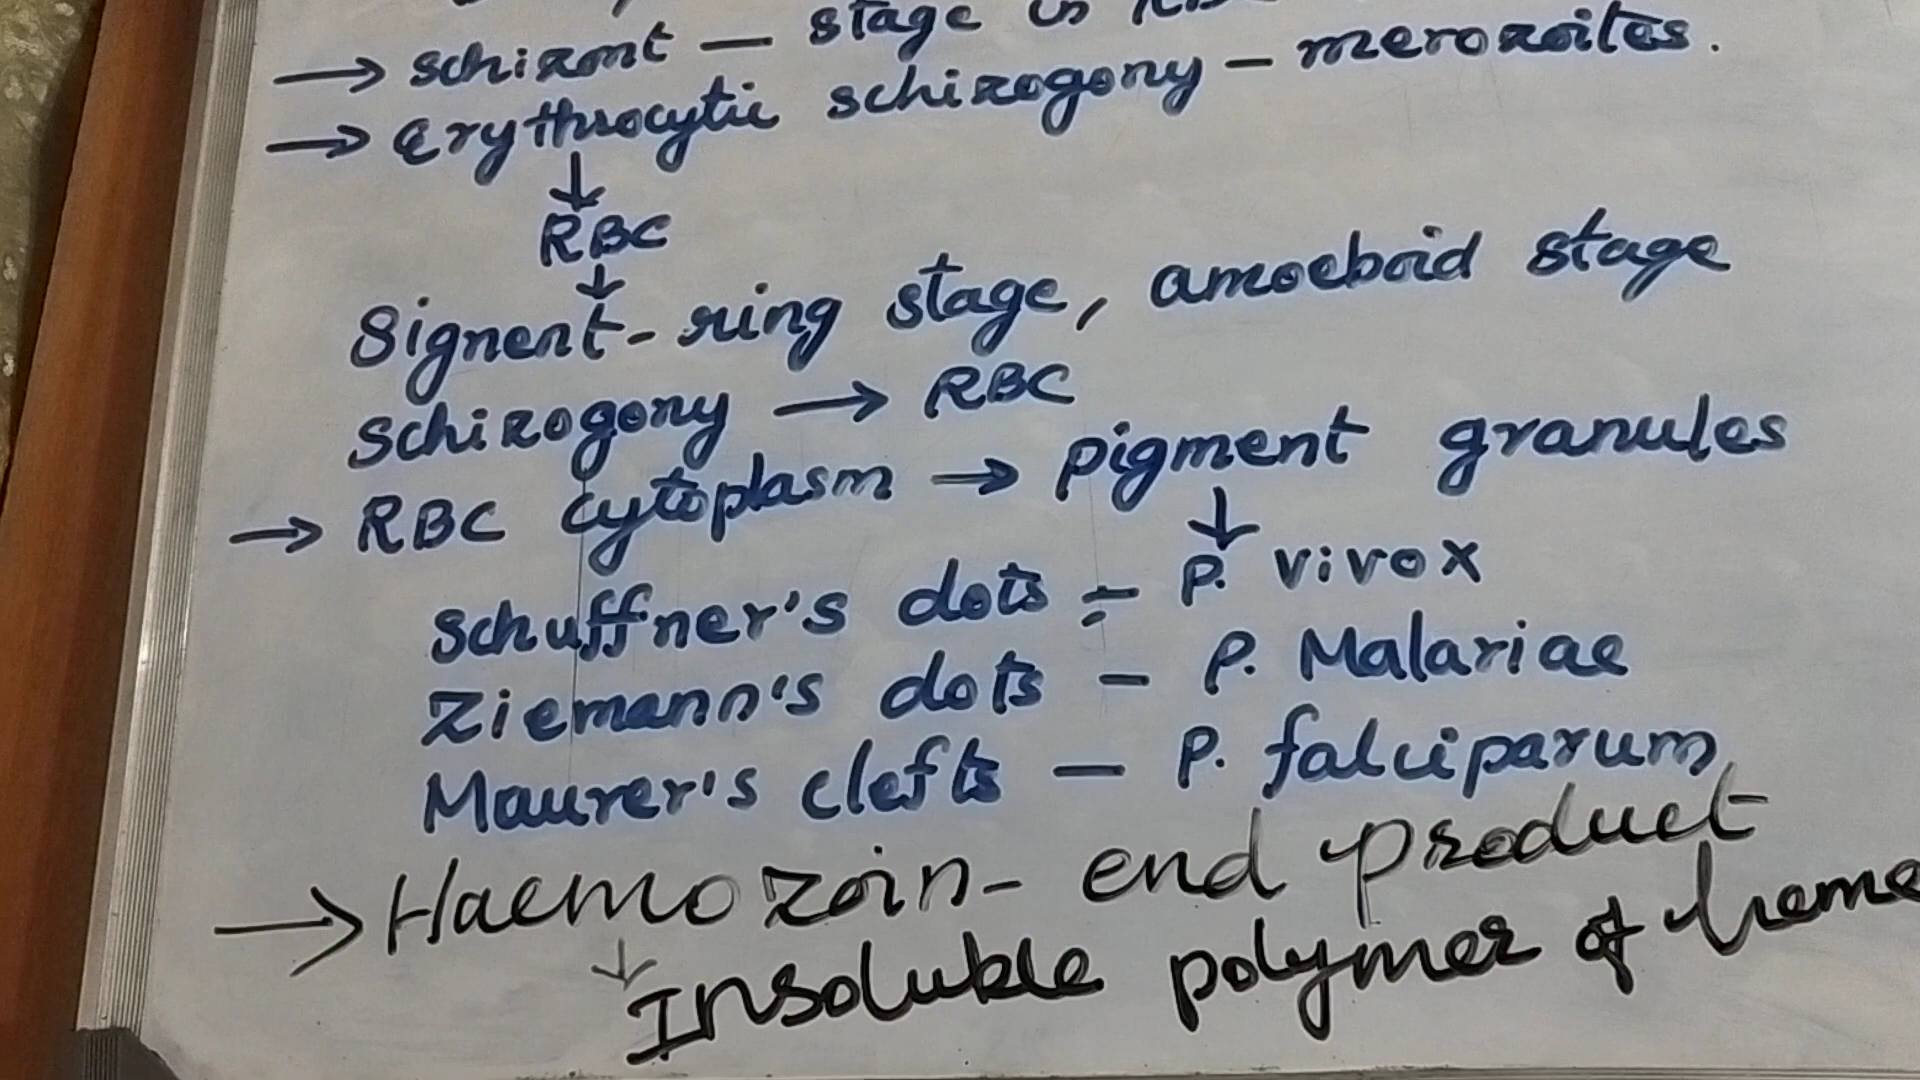 → Schizont — stage in
→ Erythrocytic schizogony – merozoites.
↓
RBC
↓
Signent - ring stage, amoeboid stage
Schizogony → RBC
→ RBC cytoplasm → pigment granules
↓
Schuffner's dots - P. vivox
Ziemann's dots – P. Malariae
Maurer's clefts — P. falciparum
→ Haemozoin - end product
↓
Insoluble polymer of heme